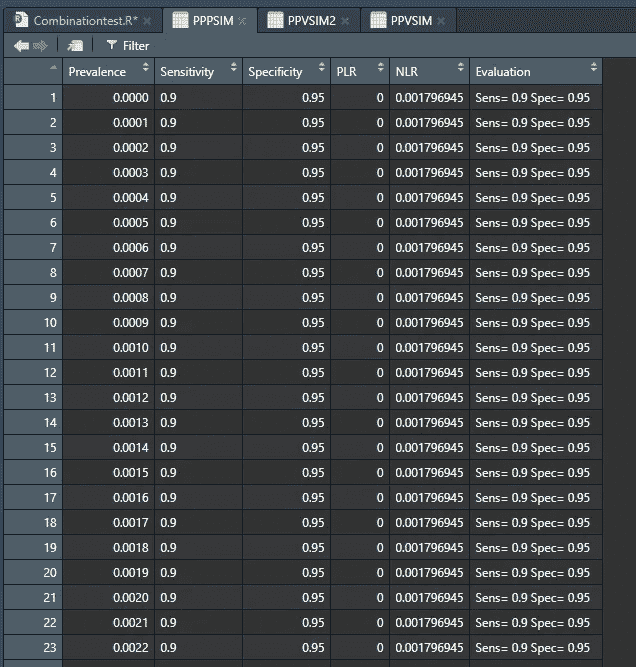 Combinationtest.R* PPPSIM PPVSIM2 PPVSIM
Filter
Prevalence Sensitivity Specificity PLR NLR Evaluation
1 0.0000 0.9 0.95 0 0.001796945 Sens= 0.9 Spec= 0.95
2 0.0001 0.9 0.95 0 0.001796945 Sens= 0.9 Spec= 0.95
3 0.0002 0.9 0.95 0 0.001796945 Sens= 0.9 Spec= 0.95
4 0.0003 0.9 0.95 0 0.001796945 Sens= 0.9 Spec= 0.95
5 0.0004 0.9 0.95 0 0.001796945 Sens= 0.9 Spec= 0.95
6 0.0005 0.9 0.95 0 0.001796945 Sens= 0.9 Spec= 0.95
7 0.0006 0.9 0.95 0 0.001796945 Sens= 0.9 Spec= 0.95
8 0.0007 0.9 0.95 0 0.001796945 Sens= 0.9 Spec= 0.95
9 0.0008 0.9 0.95 0 0.001796945 Sens= 0.9 Spec= 0.95
10 0.0009 0.9 0.95 0 0.001796945 Sens= 0.9 Spec= 0.95
11 0.0010 0.9 0.95 0 0.001796945 Sens= 0.9 Spec= 0.95
12 0.0011 0.9 0.95 0 0.001796945 Sens= 0.9 Spec= 0.95
13 0.0012 0.9 0.95 0 0.001796945 Sens= 0.9 Spec= 0.95
14 0.0013 0.9 0.95 0 0.001796945 Sens= 0.9 Spec= 0.95
15 0.0014 0.9 0.95 0 0.001796945 Sens= 0.9 Spec= 0.95
16 0.0015 0.9 0.95 0 0.001796945 Sens= 0.9 Spec= 0.95
17 0.0016 0.9 0.95 0 0.001796945 Sens= 0.9 Spec= 0.95
18 0.0017 0.9 0.95 0 0.001796945 Sens= 0.9 Spec= 0.95
19 0.0018 0.9 0.95 0 0.001796945 Sens= 0.9 Spec= 0.95
20 0.0019 0.9 0.95 0 0.001796945 Sens= 0.9 Spec= 0.95
21 0.0020 0.9 0.95 0 0.001796945 Sens= 0.9 Spec= 0.95
22 0.0021 0.9 0.95 0 0.001796945 Sens= 0.9 Spec= 0.95
23 0.0022 0.9 0.95 0 0.001796945 Sens= 0.9 Spec= 0.95